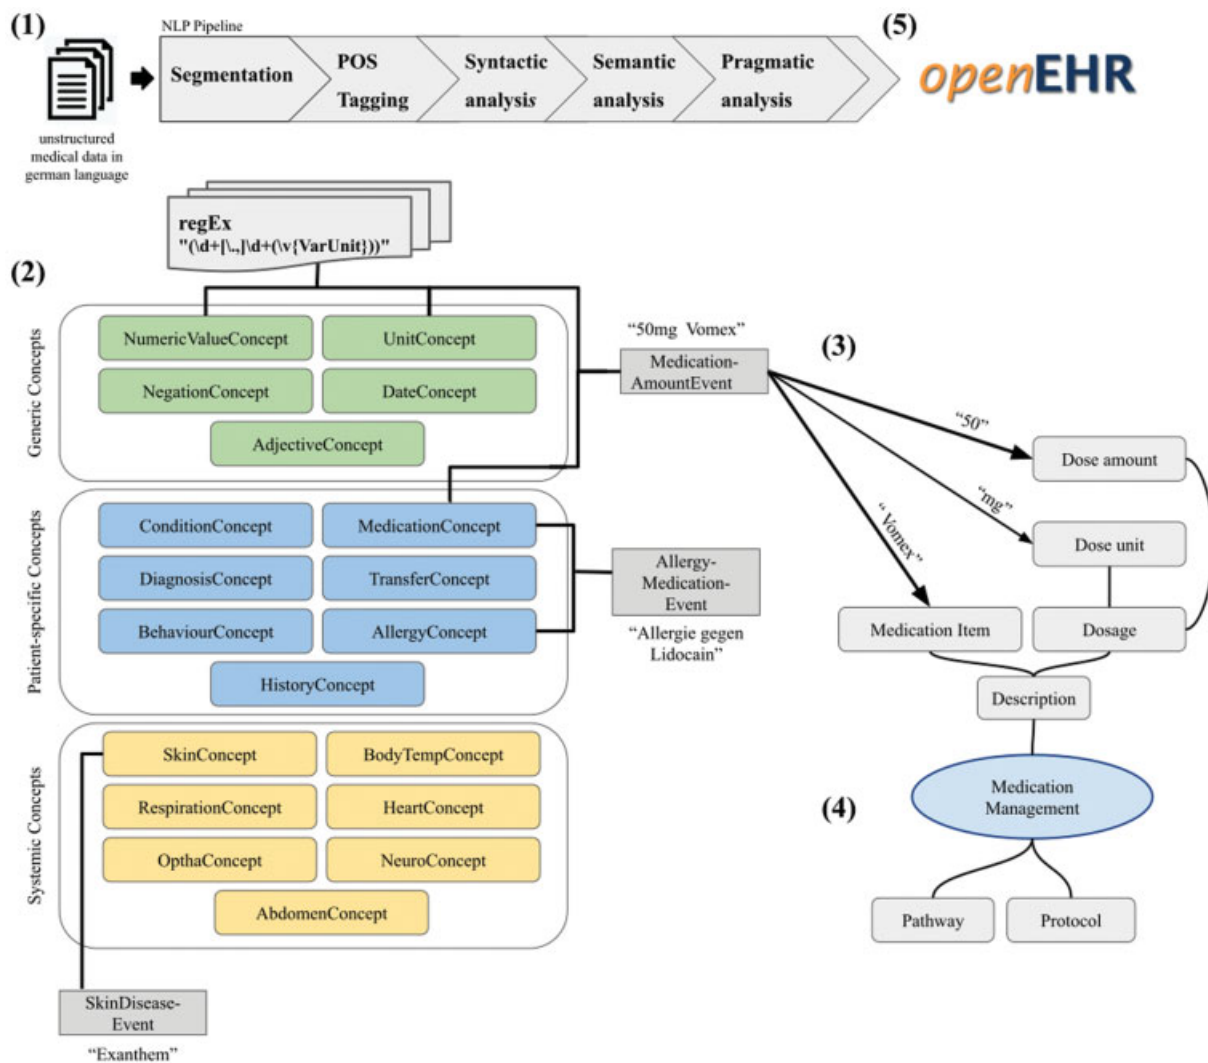 (1)
NLP Pipeline
(5)
Segmentation
POS
Tagging
Syntactic
analysis
Semantic
analysis
Pragmatic
analysis
openEHR
unstructured
medical data in
german language
regEx
"(\d+[\.,]\d+(\v{VarUnit}))"
(2)
Generic Concepts
NumericValueConcept
UnitConcept
NegationConcept
DateConcept
AdjectiveConcept
“50mg Vomex”
Medication-
AmountEvent
(3)
“50”
“mg”
“Vomex”
Dose amount
Dose unit
Medication Item
Dosage
Description
Patient-specific Concepts
ConditionConcept
MedicationConcept
DiagnosisConcept
TransferConcept
BehaviourConcept
AllergyConcept
HistoryConcept
Allergy-
Medication-
Event
“Allergie gegen
Lidocain”
Systemic Concepts
SkinConcept
BodyTempConcept
RespirationConcept
HeartConcept
OpthaConcept
NeuroConcept
AbdomenConcept
(4)
Medication
Management
Pathway
Protocol
SkinDisease-
Event
“Exanthem”